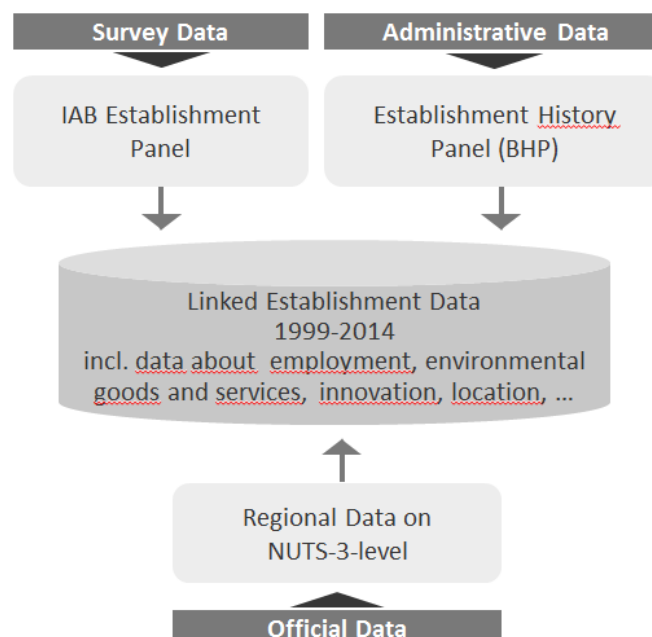 Survey Data
Administrative Data
IAB Establishment
Panel
Establishment History
Panel (BHP)
Linked Establishment Data
1999-2014
incl. data about employment, environmental
goods and services, innovation, location, ...
Regional Data on
NUTS-3-level
Official Data